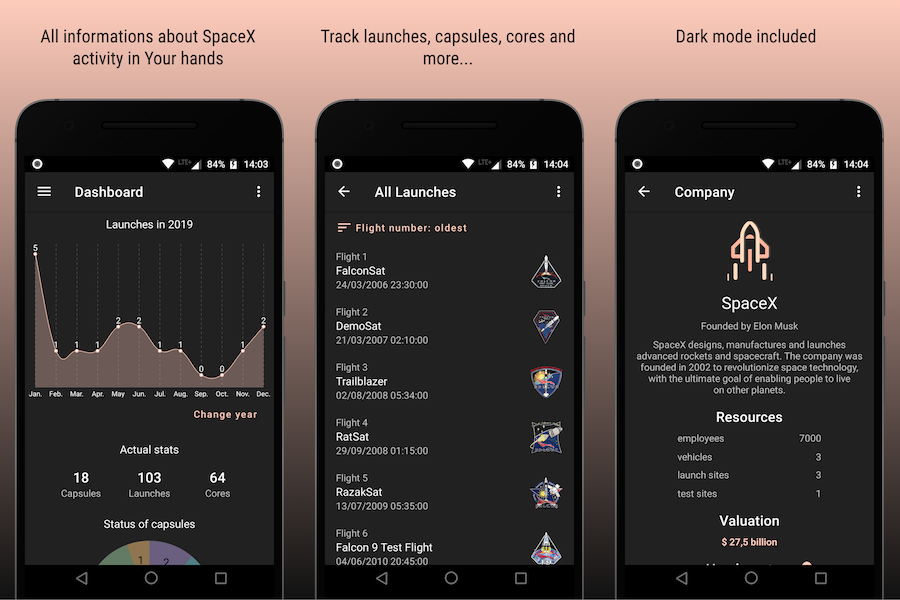 All informations about SpaceX
activity in Your hands
LTE+ 84% 14:03
Dashboard
Launches in 2019
5
1
1
1
2
2
1
1
0
0
1
2
Jan. Feb. Mar. Apr. May Jun. Jul. Aug. Sep. Oct. Nov. Dec.
Change year
Actual stats
18 103 64
Capsules Launches Cores
Status of capsules
1 2
Track launches, capsules, cores and
more...
LTE+ 84% 14:04
All Launches
Flight number: oldest
Flight 1
FalconSat
24/03/2006 23:30:00
Flight 2
DemoSat
21/03/2007 02:10:00
Flight 3
Trailblazer
02/08/2008 05:34:00
Flight 4
RatSat
29/09/2008 01:15:00
Flight 5
RazakSat
13/07/2009 05:35:00
Flight 6
Falcon 9 Test Flight
04/06/2010 20:45:00
Dark mode included
LTE+ 84% 14:04
Company
SpaceX
Founded by Elon Musk
SpaceX designs, manufactures and launches
advanced rockets and spacecraft. The company was
founded in 2002 to revolutionize space technology,
with the ultimate goal of enabling people to live
on other planets.
Resources
employees 7000
vehicles 3
launch sites 3
test sites 1
Valuation
$ 27,5 billion